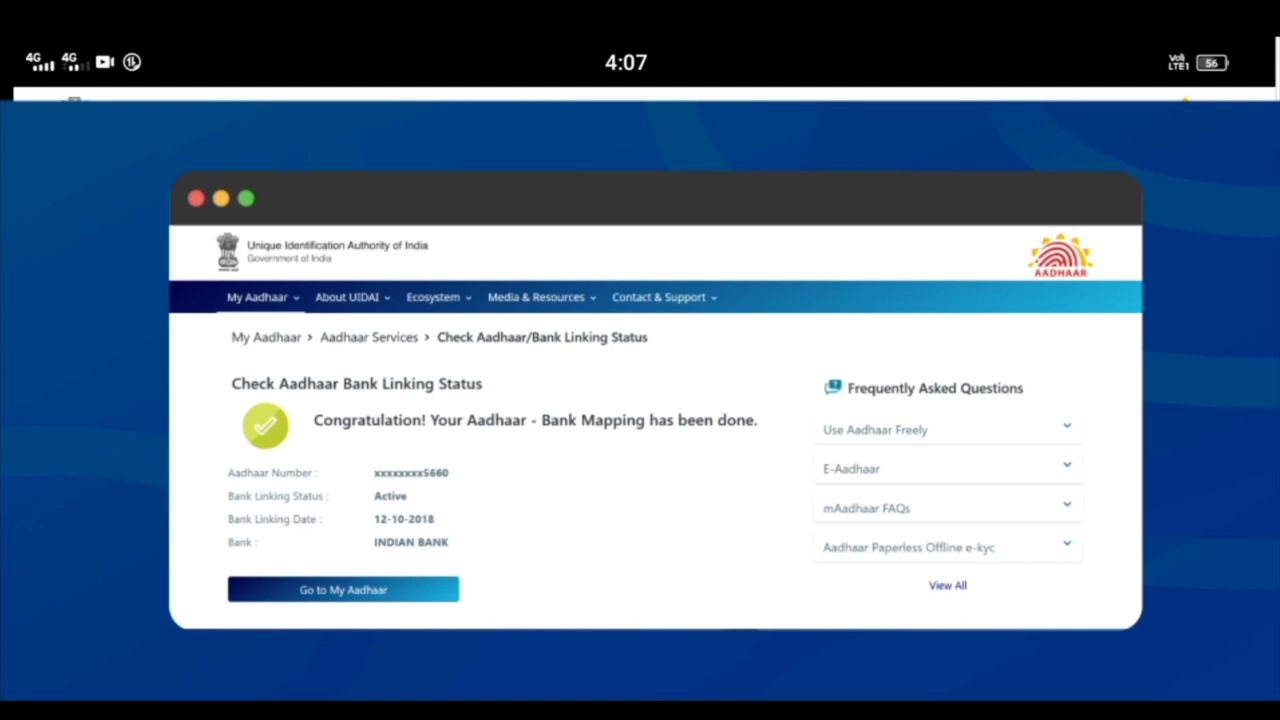 4G 4G 4:07 Vo) LTE1 56
Unique Identification Authority of India
Government of India
AADHAAR
My Aadhaar About UIDAI Ecosystem Media & Resources Contact & Support
My Aadhaar > Aadhaar Services > Check Aadhaar/Bank Linking Status
Check Aadhaar Bank Linking Status
Congratulation! Your Aadhaar - Bank Mapping has been done.
Aadhaar Number : xxxxxxxx5660
Bank Linking Status : Active
Bank Linking Date : 12-10-2018
Bank : INDIAN BANK
Go to My Aadhaar
Frequently Asked Questions
Use Aadhaar Freely
E-Aadhaar
mAadhaar FAQs
Aadhaar Paperless Offline e-kyc
View All